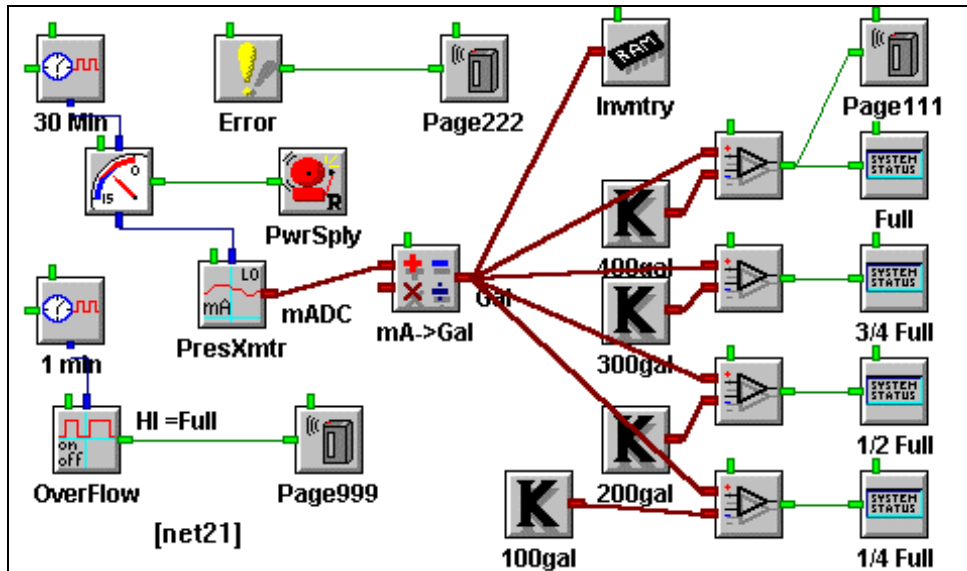 30 Min
Error
Page222
RAM
Invntry
Page111
0
15
R
PwrSply
K
400gal
SYSTEM
STATUS
Full
LO
mA
PresXmtr
mADC
mA->Gal
Gal
K
300gal
SYSTEM
STATUS
3/4 Full
1 min
K
200gal
SYSTEM
STATUS
1/2 Full
on
off
HI =Full
OverFlow
Page999
K
100gal
SYSTEM
STATUS
1/4 Full
[net21]